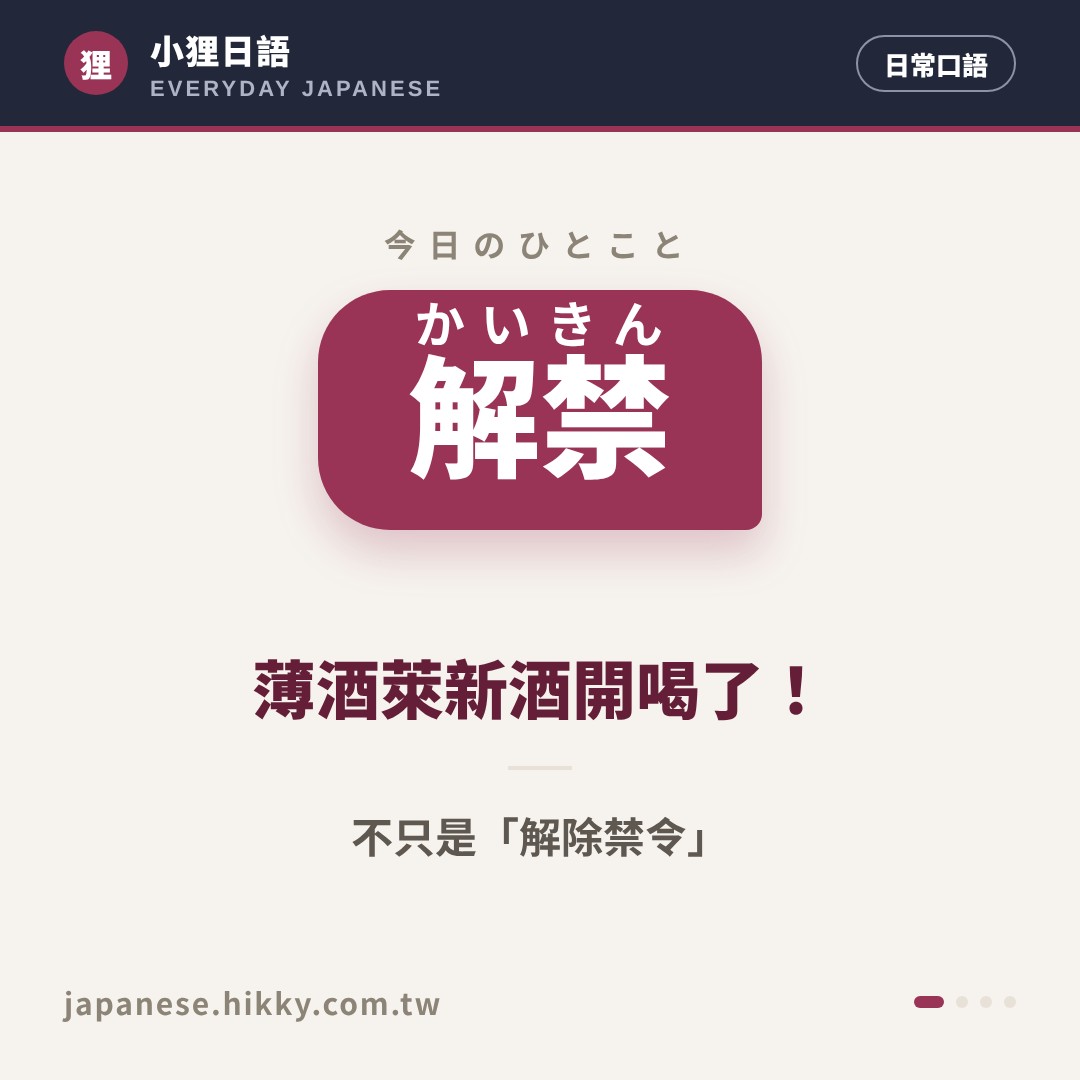 狸
小狸日語
EVERYDAY JAPANESE
日常口語
今日のひとこと
かいきん
解禁
薄酒萊新酒開喝了！
不只是「解除禁令」
japanese.hikky.com.tw